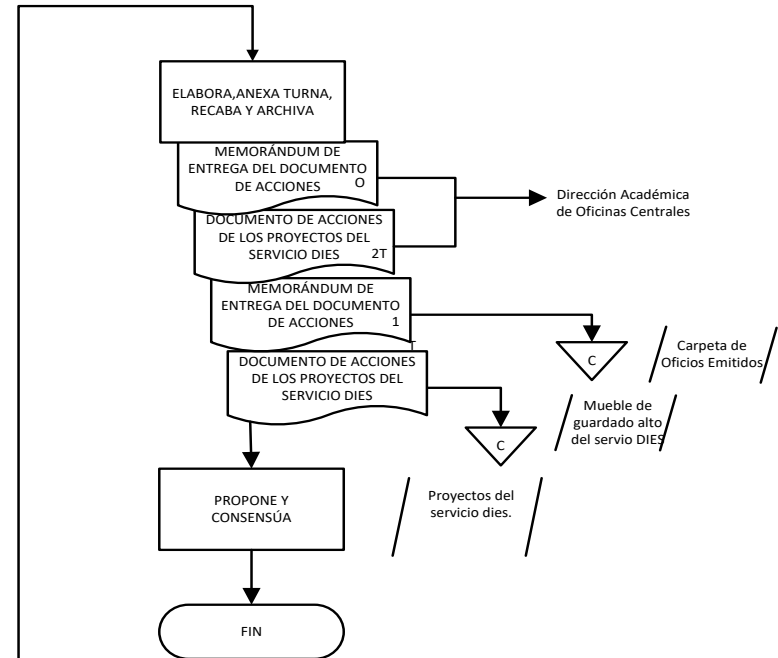 ELABORA,ANEXA TURNA,
RECABA Y ARCHIVA
MEMORÁNDUM DE
ENTREGA DEL DOCUMENTO
DE ACCIONES O
Dirección Académica
de Oficinas Centrales
DOCUMENTO DE ACCIONES
DE LOS PROYECTOS DEL
SERVICIO DIES 2T
MEMORÁNDUM DE
ENTREGA DEL DOCUMENTO
DE ACCIONES 1
T
C
Carpeta de
Oficios Emitidos
DOCUMENTO DE ACCIONES
DE LOS PROYECTOS DEL
SERVICIO DIES
Mueble de
guardado alto
del servio DIES
C
Proyectos del
servicio dies.
PROPONE Y
CONSENSÚA
FIN